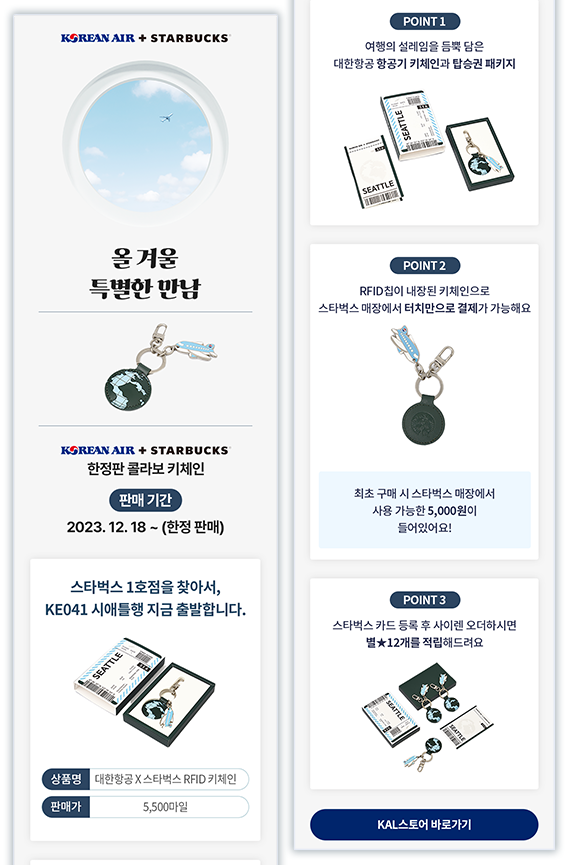 KOREAN AIR + STARBUCKS
올 겨울
특별한 만남
KOREAN AIR + STARBUCKS
한정판 콜라보 키체인
판매 기간
2023. 12. 18 ~ (한정 판매)
스타벅스 1호점을 찾아서,
KE041 시애틀행 지금 출발합니다.
SEATTLE
상품명 대한항공 X 스타벅스 RFID 키체인
판매가 5,500마일
POINT 1
여행의 설레임을 듬뿍 담은
대한항공 항공기 키체인과 탑승권 패키지
SEATTLE
SEATTLE
POINT 2
RFID칩이 내장된 키체인으로
스타벅스 매장에서 터치만으로 결제가 가능해요
최초 구매 시 스타벅스 매장에서
사용 가능한 5,000원이
들어있어요!
POINT 3
스타벅스 카드 등록 후 사이렌 오더하시면
별★12개를 적립해드려요
SEATTLE
SEATTLE
KAL스토어 바로가기